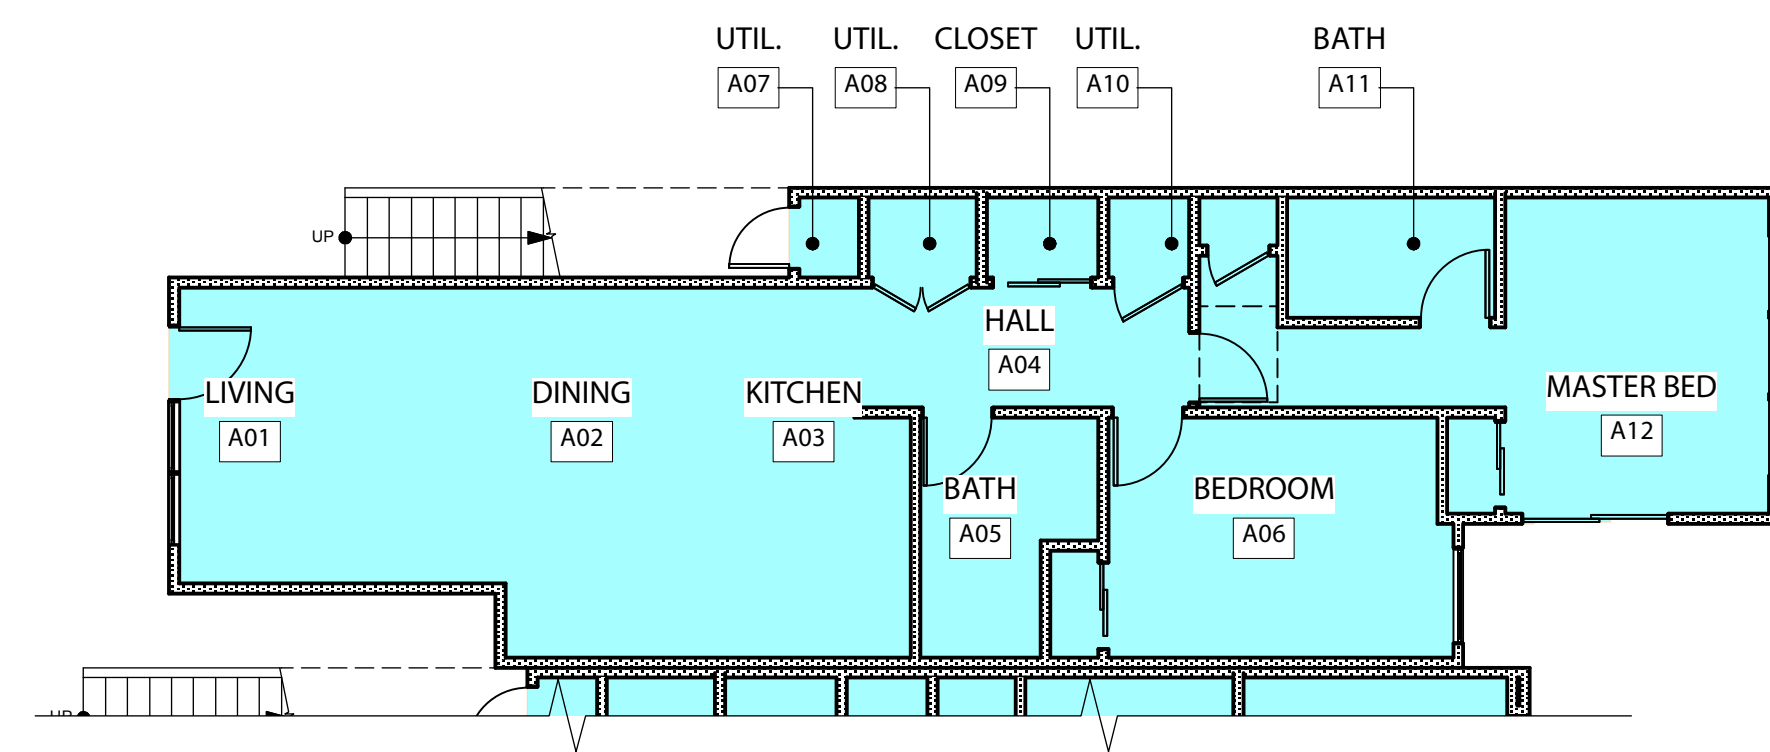 UTIL. UTIL. CLOSET UTIL. BATH
A07 A08 A09 A10 A11
UP
HALL
A04
LIVING DINING KITCHEN MASTER BED
A01 A02 A03 A12
BATH BEDROOM
A05 A06
UP